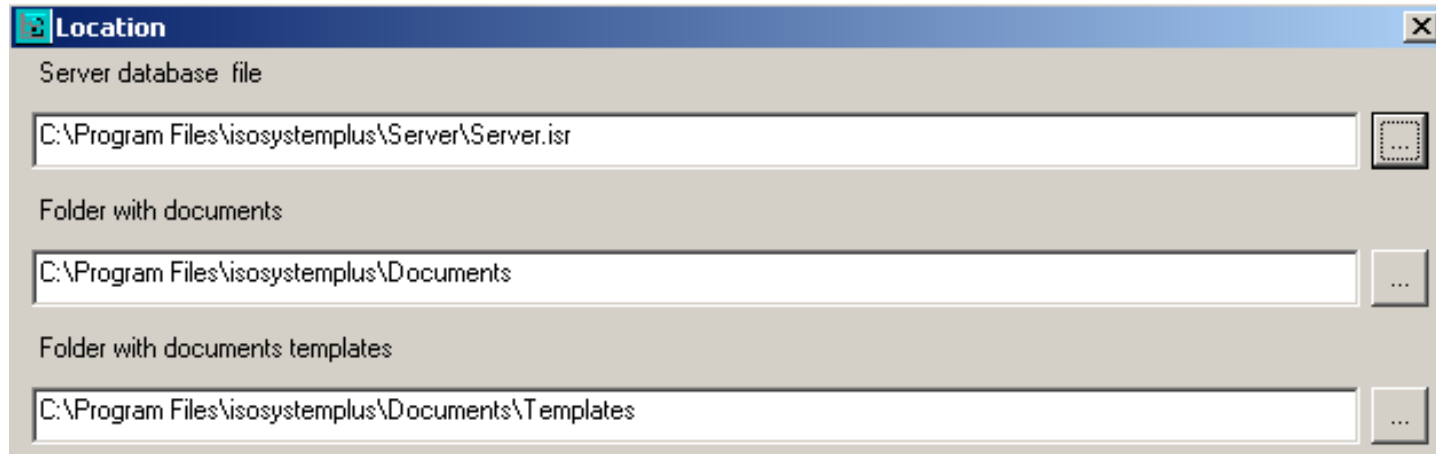 Location
Server database  file
C:\Program Files\isosystemplus\Server\Server.isr
...
Folder with documents
C:\Program Files\isosystemplus\Documents
...
Folder with documents templates
C:\Program Files\isosystemplus\Documents\Templates
...